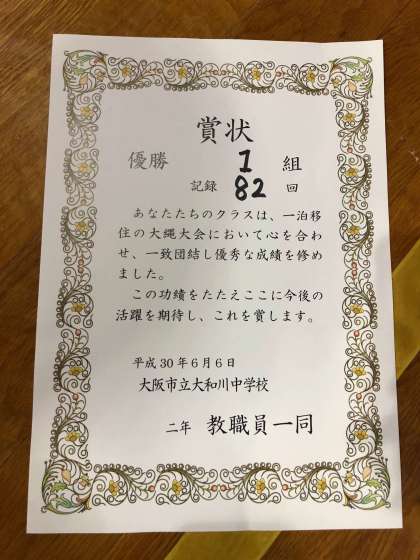 賞状
優勝 1 組
記録 82 回
あなたたちのクラスは、一泊移
住の大縄大会において心を合わ
せ、一致団結し優秀な成績を修め
ました。
この功績をたたえここに今後の
活躍を期待し、これを賞します。
平成30年6月6日
大阪市立大和川中学校
二年 教職員一同